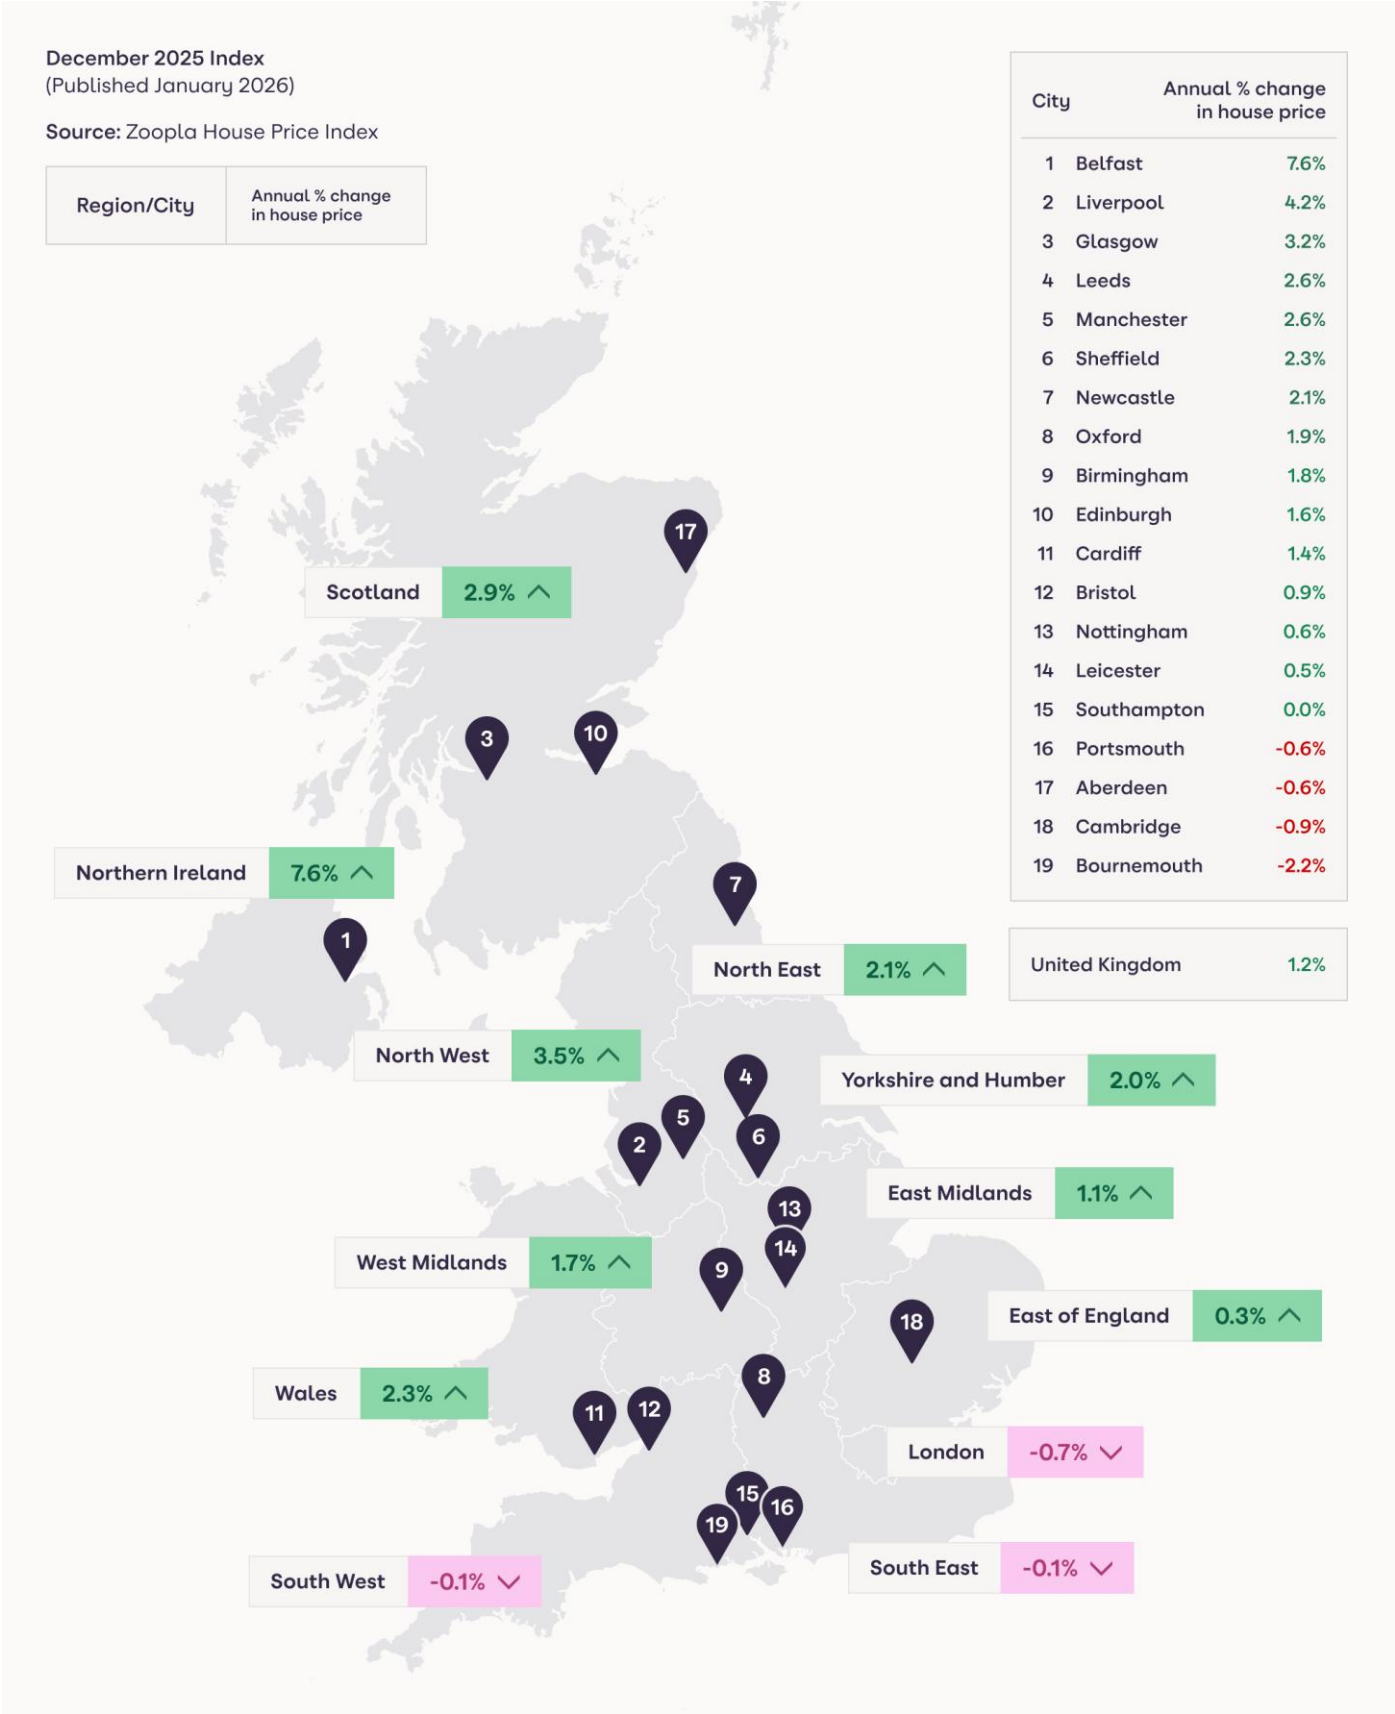 December 2025 Index
(Published January 2026)
Source: Zoopla House Price Index
Region/City
Annual % change
in house price
City
Annual % change
in house price
1 Belfast 7.6%
2 Liverpool 4.2%
3 Glasgow 3.2%
4 Leeds 2.6%
5 Manchester 2.6%
6 Sheffield 2.3%
7 Newcastle 2.1%
8 Oxford 1.9%
9 Birmingham 1.8%
10 Edinburgh 1.6%
11 Cardiff 1.4%
12 Bristol 0.9%
13 Nottingham 0.6%
14 Leicester 0.5%
15 Southampton 0.0%
16 Portsmouth -0.6%
17 Aberdeen -0.6%
18 Cambridge -0.9%
19 Bournemouth -2.2%
United Kingdom 1.2%
17
Scotland 2.9%
3
10
Northern Ireland 7.6%
7
1
North East 2.1%
North West 3.5%
4
Yorkshire and Humber 2.0%
5
6
2
East Midlands 1.1%
13
14
West Midlands 1.7%
9
East of England 0.3%
18
8
Wales 2.3%
11
12
London -0.7%
15
16
19
South East -0.1%
South West -0.1%